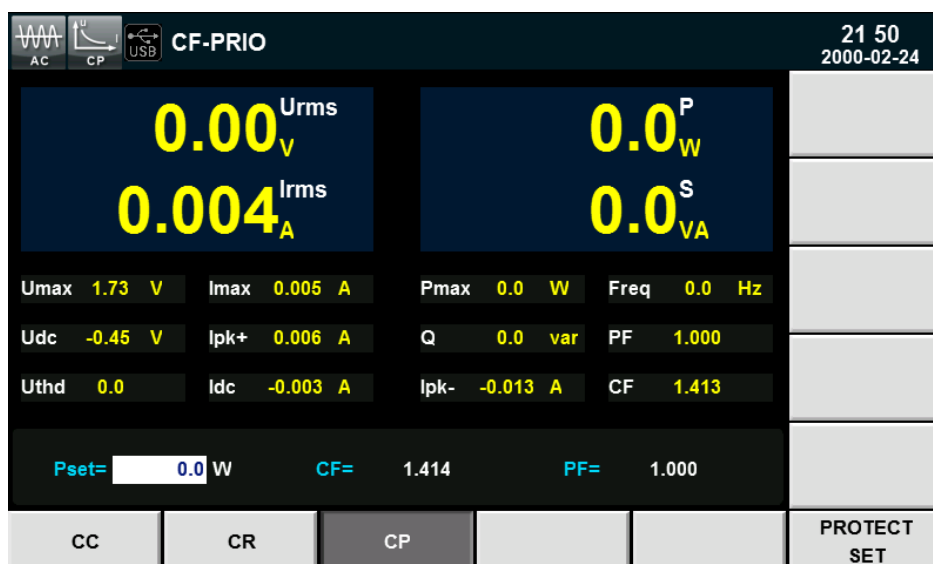 AC CP USB CF-PRIO 21 50
2000-02-24
0.00 Urms V 0.0 P W
0.004 Irms A 0.0 S VA
Umax 1.73 V Imax 0.005 A Pmax 0.0 W Freq 0.0 Hz
Udc -0.45 V Ipk+ 0.006 A Q 0.0 var PF 1.000
Uthd 0.0 Idc -0.003 A Ipk- -0.013 A CF 1.413
Pset= 0.0 W CF= 1.414 PF= 1.000
CC CR CP PROTECT
SET